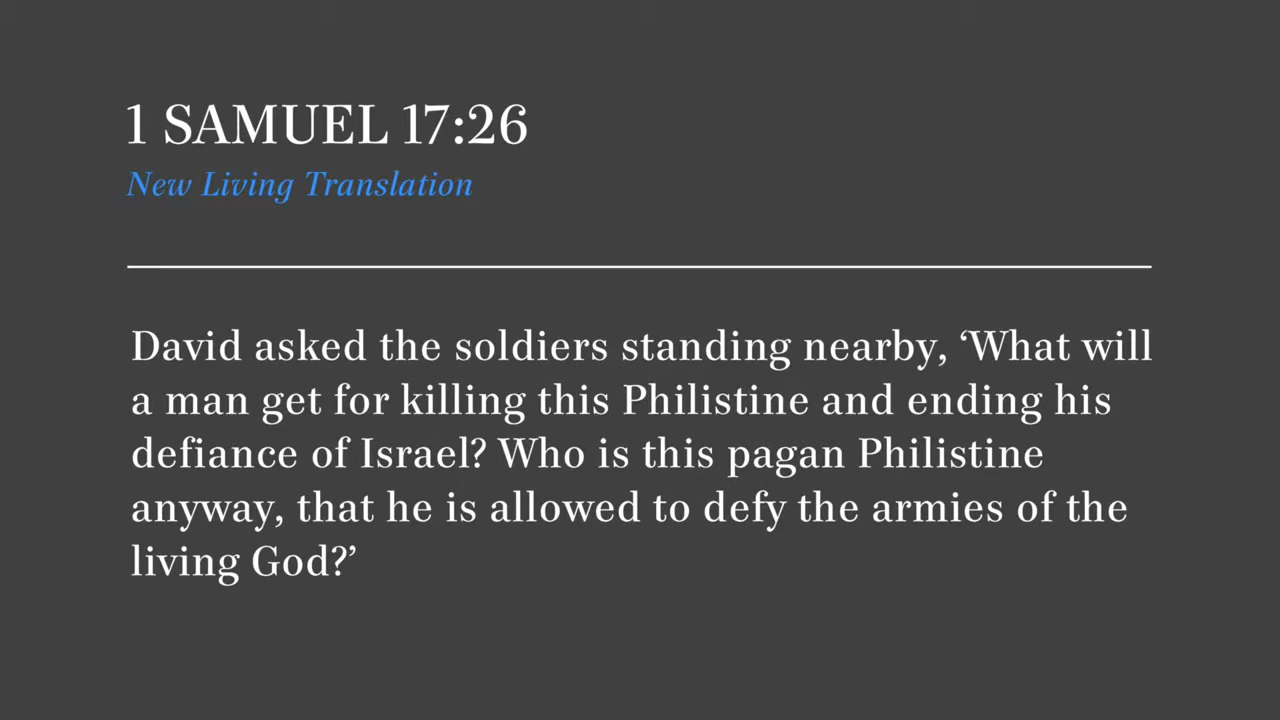 1 SAMUEL 17:26
New Living Translation
David asked the soldiers standing nearby, ‘What will
a man get for killing this Philistine and ending his
defiance of Israel? Who is this pagan Philistine
anyway, that he is allowed to defy the armies of the
living God?’